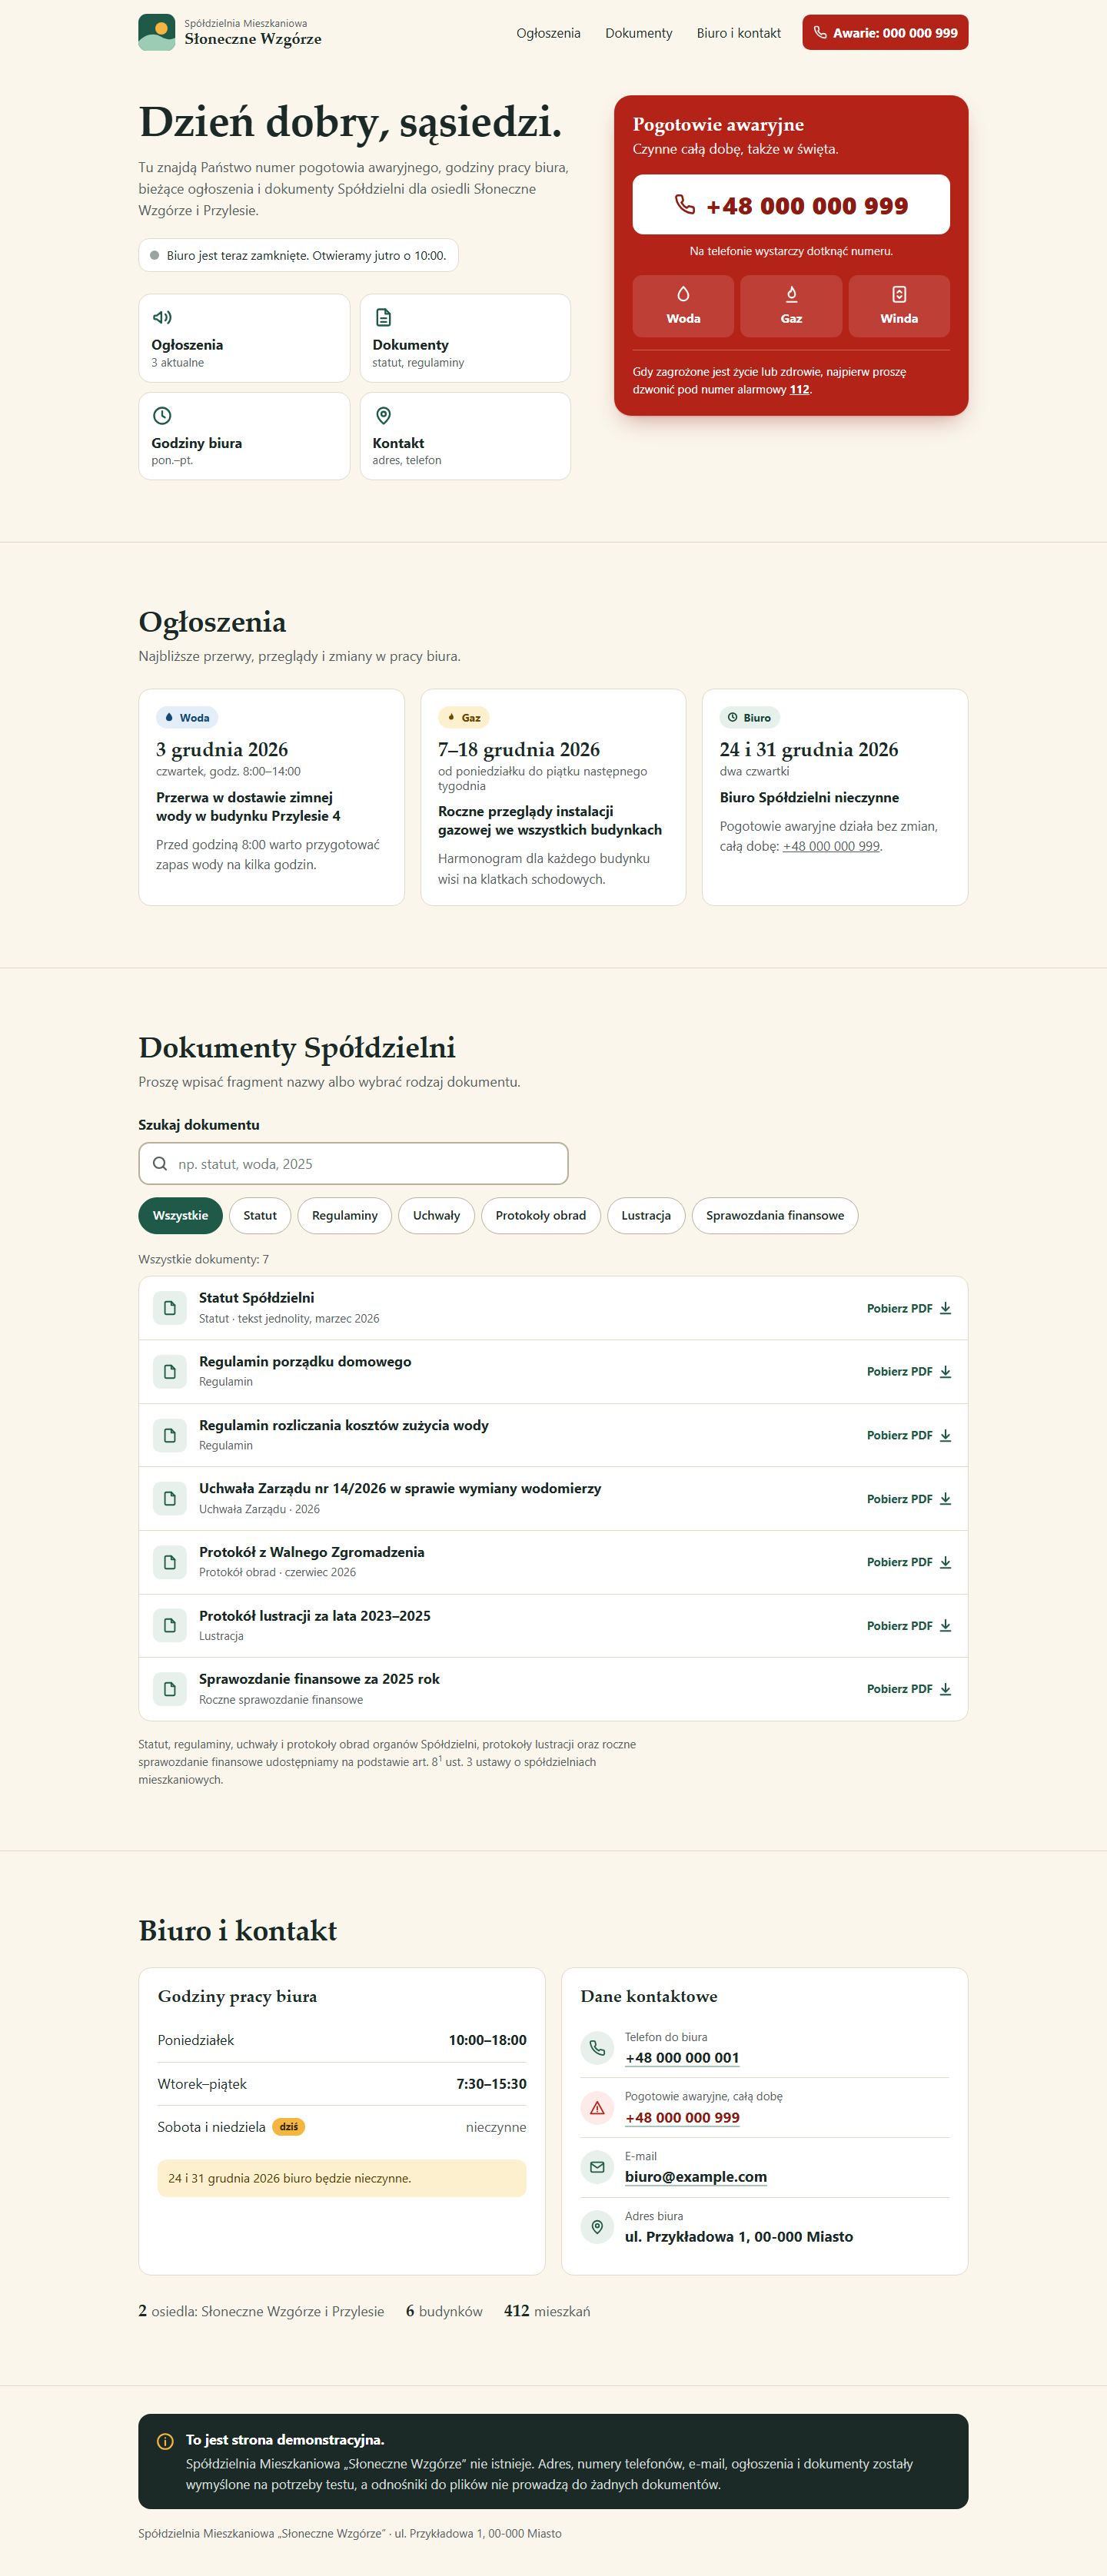 Spółdzielnia Mieszkaniowa
Słoneczne Wzgórze
Ogłoszenia
Dokumenty
Biuro i kontakt
Awarie: 000 000 999
Dzień dobry, sąsiedzi.
Tu znajdą Państwo numer pogotowia awaryjnego, godziny pracy biura,
bieżące ogłoszenia i dokumenty Spółdzielni dla osiedli Słoneczne
Wzgórze i Przylesie.
Biuro jest teraz zamknięte. Otwieramy jutro o 10:00.
Ogłoszenia
3 aktualne
Dokumenty
statut, regulaminy
Godziny biura
pon.–pt.
Kontakt
adres, telefon
Pogotowie awaryjne
Czynne całą dobę, także w święta.
+48 000 000 999
Na telefonie wystarczy dotknąć numeru.
Woda
Gaz
Winda
Gdy zagrożone jest życie lub zdrowie, najpierw proszę
dzwonić pod numer alarmowy 112.
Ogłoszenia
Najbliższe przerwy, przeglądy i zmiany w pracy biura.
Woda
3 grudnia 2026
czwartek, godz. 8:00–14:00
Przerwa w dostawie zimnej
wody w budynku Przylesie 4
Przed godziną 8:00 warto przygotować
zapas wody na kilka godzin.
Gaz
7–18 grudnia 2026
od poniedziałku do piątku następnego
tygodnia
Roczne przeglądy instalacji
gazowej we wszystkich budynkach
Harmonogram dla każdego budynku
wisi na klatkach schodowych.
Biuro
24 i 31 grudnia 2026
dwa czwartki
Biuro Spółdzielni nieczynne
Pogotowie awaryjne działa bez zmian,
całą dobę: +48 000 000 999.
Dokumenty Spółdzielni
Proszę wpisać fragment nazwy albo wybrać rodzaj dokumentu.
Szukaj dokumentu
np. statut, woda, 2025
Wszystkie
Statut
Regulaminy
Uchwały
Protokoły obrad
Lustracja
Sprawozdania finansowe
Wszystkie dokumenty: 7
Statut Spółdzielni
Statut · tekst jednolity, marzec 2026
Pobierz PDF
Regulamin porządku domowego
Regulamin
Pobierz PDF
Regulamin rozliczania kosztów zużycia wody
Regulamin
Pobierz PDF
Uchwała Zarządu nr 14/2026 w sprawie wymiany wodomierzy
Uchwała Zarządu · 2026
Pobierz PDF
Protokół z Walnego Zgromadzenia
Protokół obrad · czerwiec 2026
Pobierz PDF
Protokół lustracji za lata 2023–2025
Lustracja
Pobierz PDF
Sprawozdanie finansowe za 2025 rok
Roczne sprawozdanie finansowe
Pobierz PDF
Statut, regulaminy, uchwały i protokoły obrad organów Spółdzielni, protokoły lustracji oraz roczne
sprawozdanie finansowe udostępniamy na podstawie art. 8¹ ust. 3 ustawy o spółdzielniach
mieszkaniowych.
Biuro i kontakt
Godziny pracy biura
Poniedziałek
10:00–18:00
Wtorek–piątek
7:30–15:30
Sobota i niedziela
dziś
nieczynne
24 i 31 grudnia 2026 biuro będzie nieczynne.
Dane kontaktowe
Telefon do biura
+48 000 000 001
Pogotowie awaryjne, całą dobę
+48 000 000 999
E-mail
biuro@example.com
Adres biura
ul. Przykładowa 1, 00-000 Miasto
2 osiedla: Słoneczne Wzgórze i Przylesie
6 budynków
412 mieszkań
To jest strona demonstracyjna.
Spółdzielnia Mieszkaniowa „Słoneczne Wzgórze” nie istnieje. Adres, numery telefonów, e-mail, ogłoszenia i dokumenty zostały
wymyślone na potrzeby testu, a odnośniki do plików nie prowadzą do żadnych dokumentów.
Spółdzielnia Mieszkaniowa „Słoneczne Wzgórze” · ul. Przykładowa 1, 00-000 Miasto